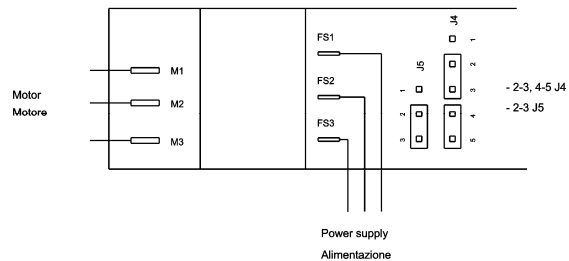 Motor
Motore
M1
M2
M3
FS1
FS2
FS3
J5
1
2
3
J4
1
2
3
4
5
- 2-3, 4-5 J4
- 2-3 J5
Power supply
Alimentazione